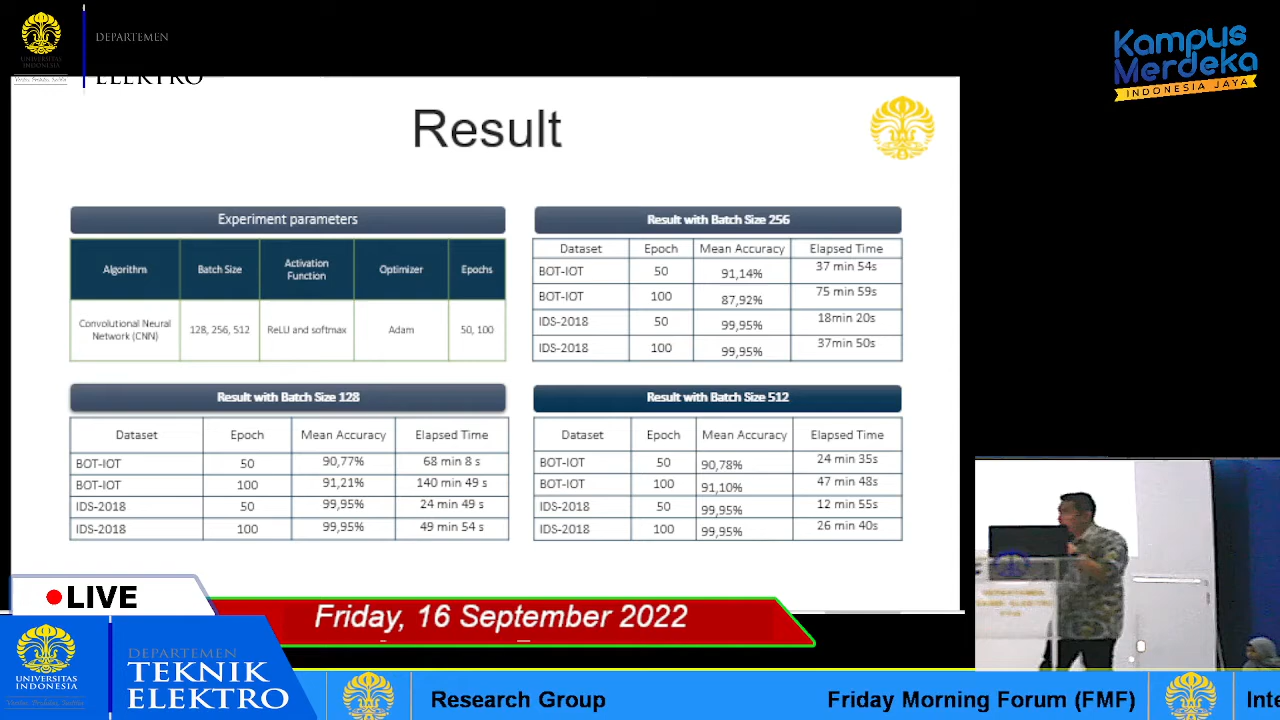 UNIVERSITAS
INDONESIA
Veritas, Probitas, Iustitia
DEPARTEMEN
ELEKTRO
Kampus
Merdeka
INDONESIA JAYA
Result
Experiment parameters
Algorithm Batch Size Activation Function Optimizer Epochs
Convolutional Neural Network (CNN) 128, 256, 512 ReLU and softmax Adam 50, 100
Result with Batch Size 256
Dataset Epoch Mean Accuracy Elapsed Time
BOT-IOT 50 91,14% 37 min 54s
BOT-IOT 100 87,92% 75 min 59s
IDS-2018 50 99,95% 18min 20s
IDS-2018 100 99,95% 37min 50s
Result with Batch Size 128
Dataset Epoch Mean Accuracy Elapsed Time
BOT-IOT 50 90,77% 68 min 8 s
BOT-IOT 100 91,21% 140 min 49 s
IDS-2018 50 99,95% 24 min 49 s
IDS-2018 100 99,95% 49 min 54 s
Result with Batch Size 512
Dataset Epoch Mean Accuracy Elapsed Time
BOT-IOT 50 90,78% 24 min 35s
BOT-IOT 100 91,10% 47 min 48s
IDS-2018 50 99,95% 12 min 55s
IDS-2018 100 99,95% 26 min 40s
LIVE
Friday, 16 September 2022
UNIVERSITAS
INDONESIA
Veritas, Probitas, Iustitia
DEPARTEMEN
TEKNIK
ELEKTRO
Research Group
Friday Morning Forum (FMF)
Inte